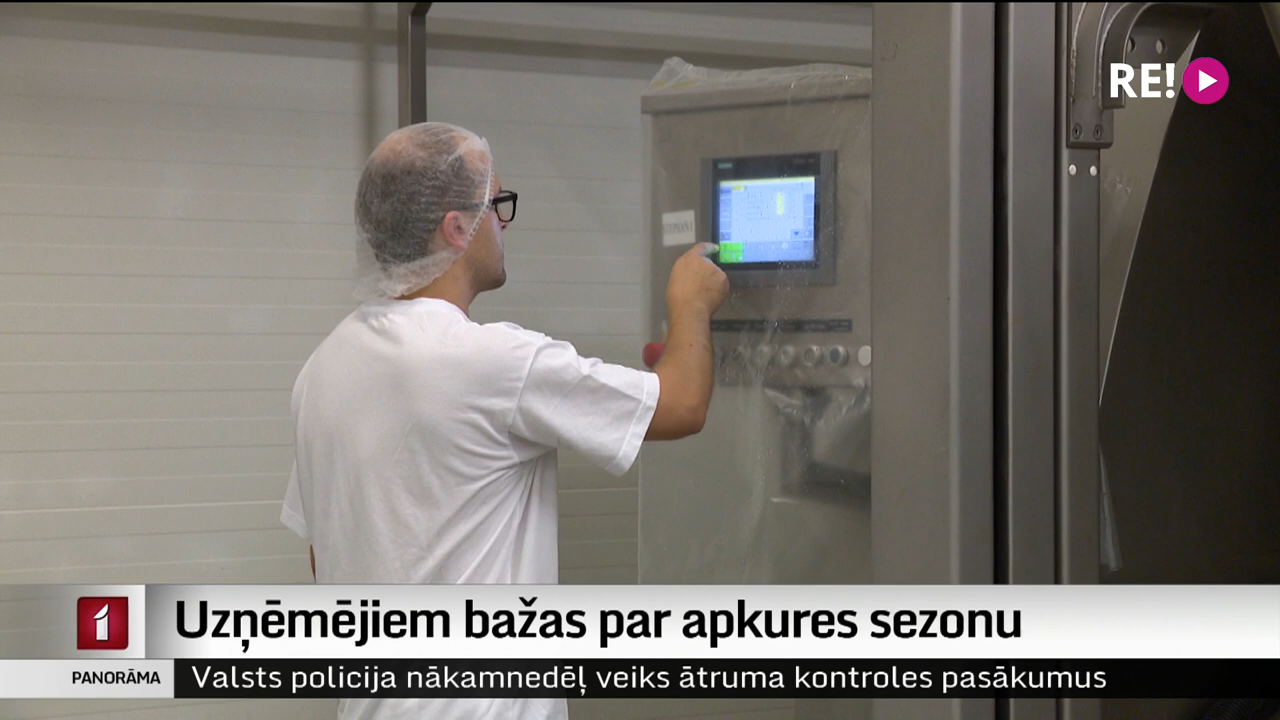 RE!
Uzņēmējiem bažas par apkures sezonu
1
PANORĀMA
Valsts policija nākamnedēļ veiks ātruma kontroles pasākumus